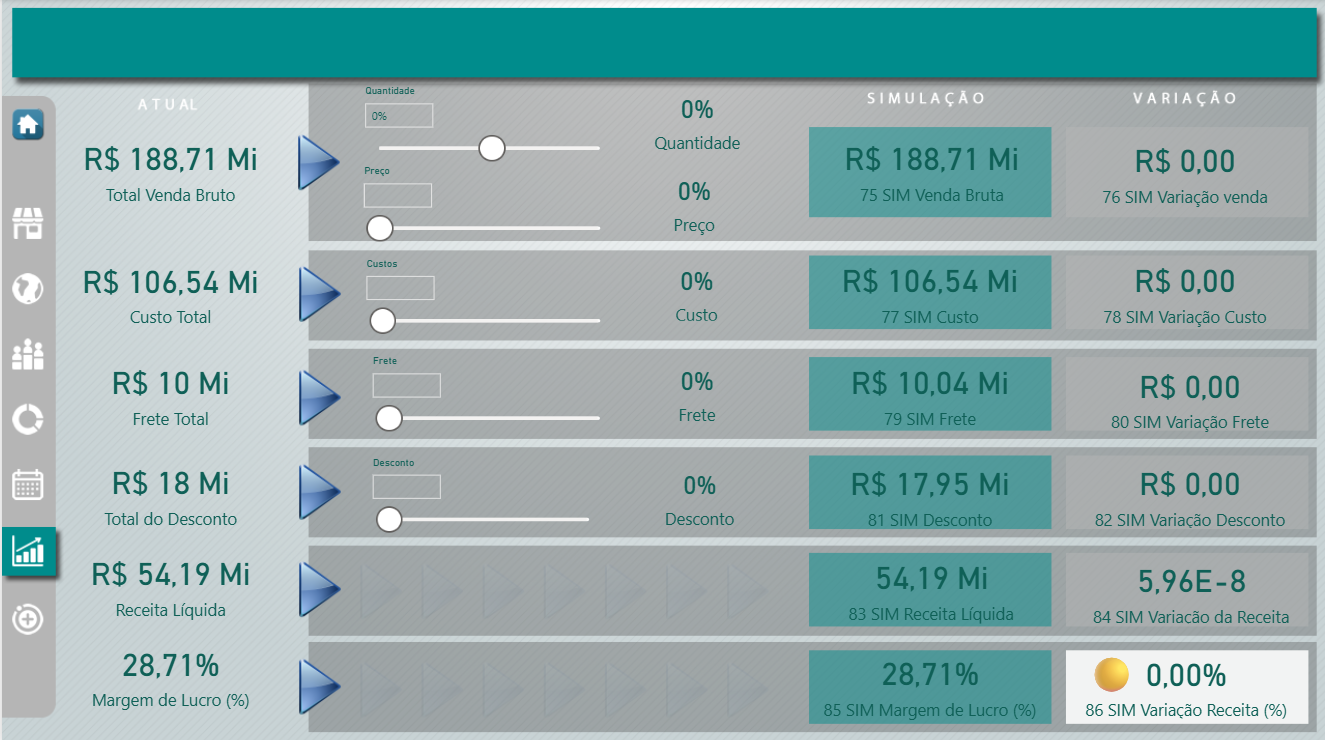 ATUAL
SIMULAÇÃO
VARIAÇÃO
R$ 188,71 Mi
Total Venda Bruto
Quantidade
0%
0%
Quantidade
Preço
0%
Preço
R$ 188,71 Mi
75 SIM Venda Bruta
R$ 0,00
76 SIM Variação venda
R$ 106,54 Mi
Custo Total
Custos
0%
Custo
R$ 106,54 Mi
77 SIM Custo
R$ 0,00
78 SIM Variação Custo
R$ 10 Mi
Frete Total
Frete
0%
Frete
R$ 10,04 Mi
79 SIM Frete
R$ 0,00
80 SIM Variação Frete
R$ 18 Mi
Total do Desconto
Desconto
0%
Desconto
R$ 17,95 Mi
81 SIM Desconto
R$ 0,00
82 SIM Variação Desconto
R$ 54,19 Mi
Receita Líquida
54,19 Mi
83 SIM Receita Líquida
5,96E-8
84 SIM Variacão da Receita
28,71%
Margem de Lucro (%)
28,71%
85 SIM Margem de Lucro (%)
0,00%
86 SIM Variação Receita (%)